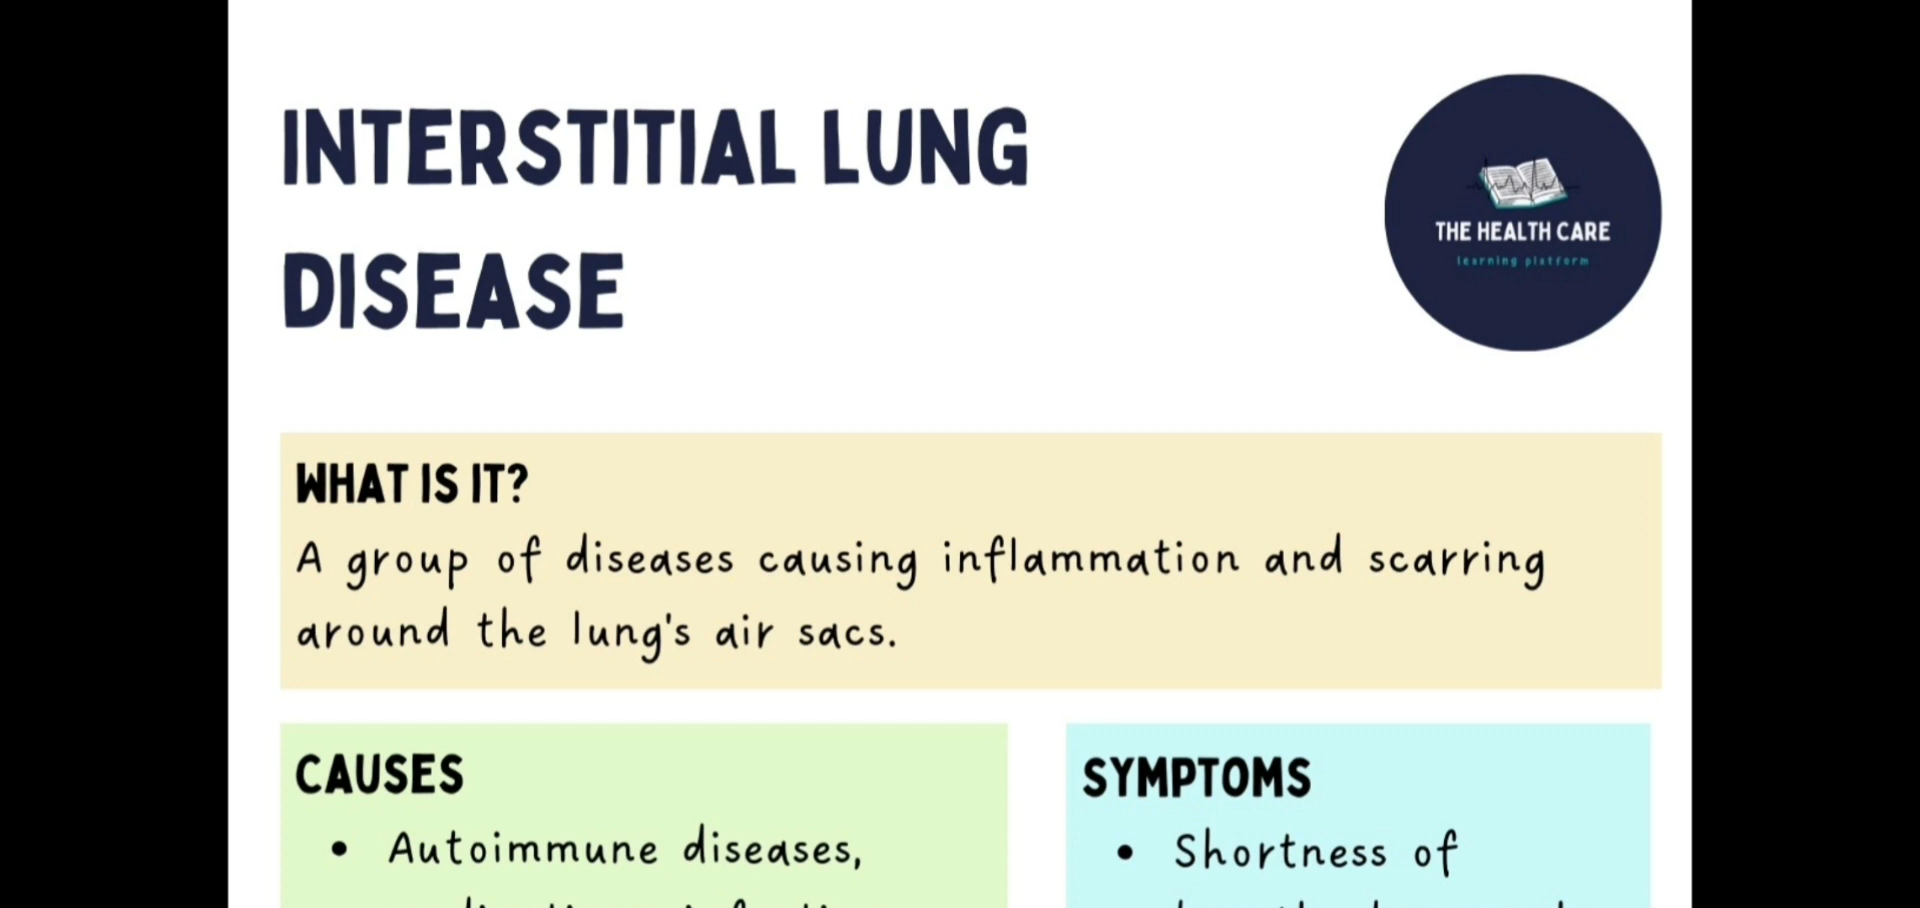 INTERSTITIAL LUNG
DISEASE
THE HEALTH CARE
learning platform
WHAT IS IT?
A group of diseases causing inflammation and scarring
around the lung's air sacs.
CAUSES
• Autoimmune diseases,
SYMPTOMS
• Shortness of